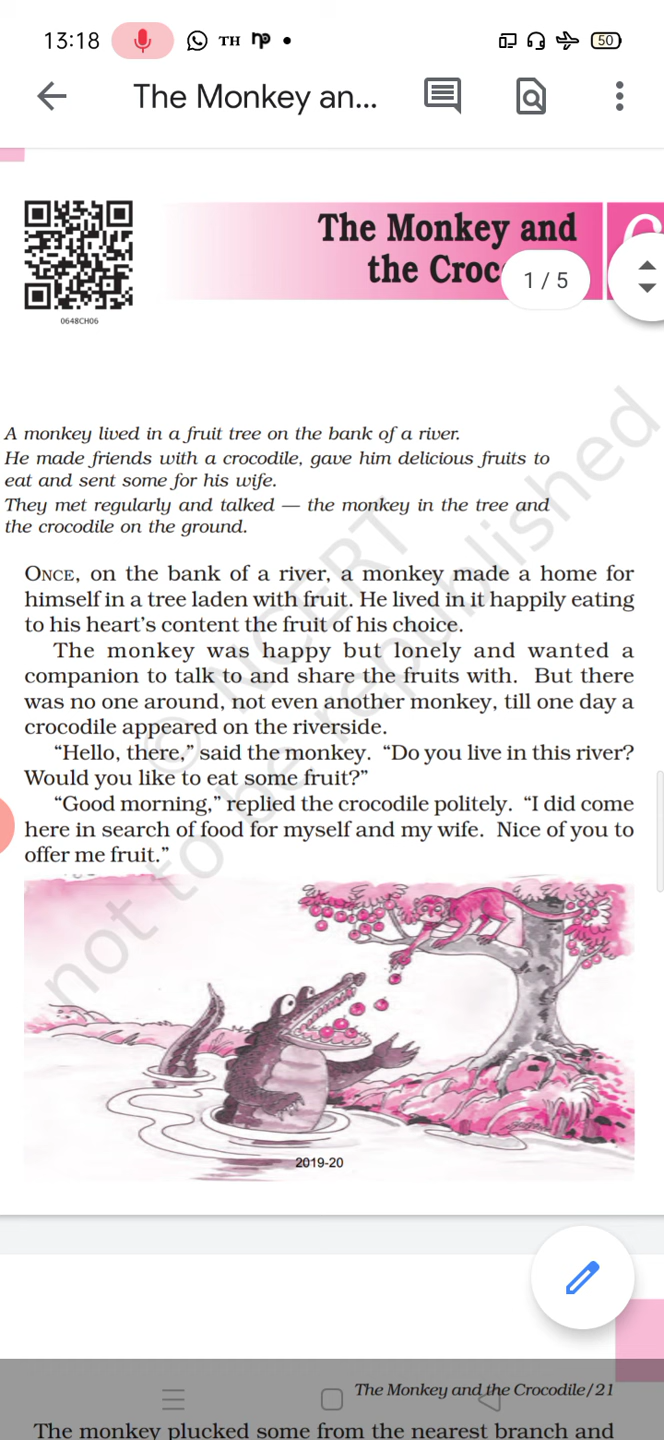 13:18 TH 50
The Monkey an...
The Monkey and
the Croc
1 / 5
0648CH06
A monkey lived in a fruit tree on the bank of a river.
He made friends with a crocodile, gave him delicious fruits to
eat and sent some for his wife.
They met regularly and talked — the monkey in the tree and
the crocodile on the ground.
ONCE, on the bank of a river, a monkey made a home for
himself in a tree laden with fruit. He lived in it happily eating
to his heart's content the fruit of his choice.
The monkey was happy but lonely and wanted a
companion to talk to and share the fruits with. But there
was no one around, not even another monkey, till one day a
crocodile appeared on the riverside.
“Hello, there,” said the monkey. “Do you live in this river?
Would you like to eat some fruit?”
“Good morning,” replied the crocodile politely. “I did come
here in search of food for myself and my wife. Nice of you to
offer me fruit.”
© NCERT
not to be republished
2019-20
The Monkey and the Crocodile/21
The monkey plucked some from the nearest branch and